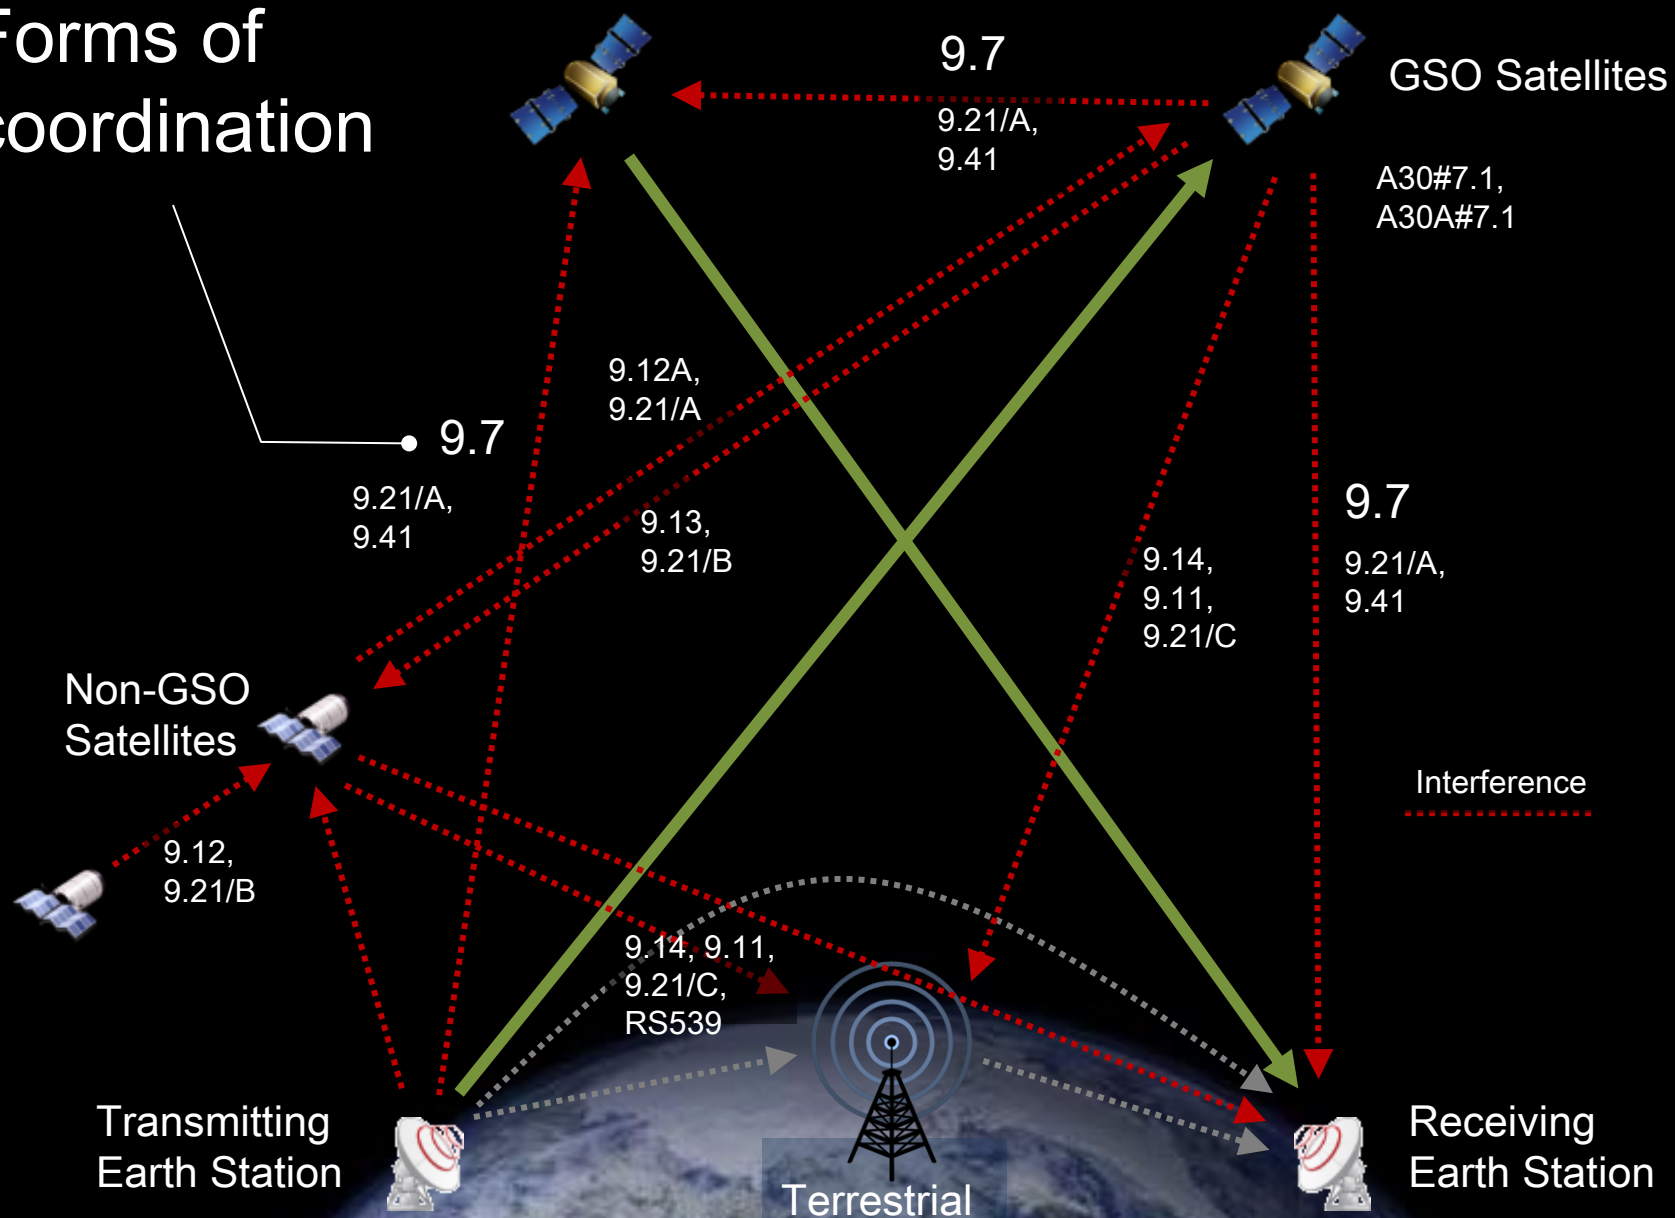 Forms of
coordination
9.7
9.21/A,
9.41
GSO Satellites
A30#7.1,
A30A#7.1
9.12A,
9.21/A
9.7
9.21/A,
9.41
9.13,
9.21/B
9.14,
9.11,
9.21/C
9.7
9.21/A,
9.41
Non-GSO
Satellites
Interference
9.12,
9.21/B
9.14, 9.11,
9.21/C,
RS539
Transmitting
Earth Station
Terrestrial
Receiving
Earth Station